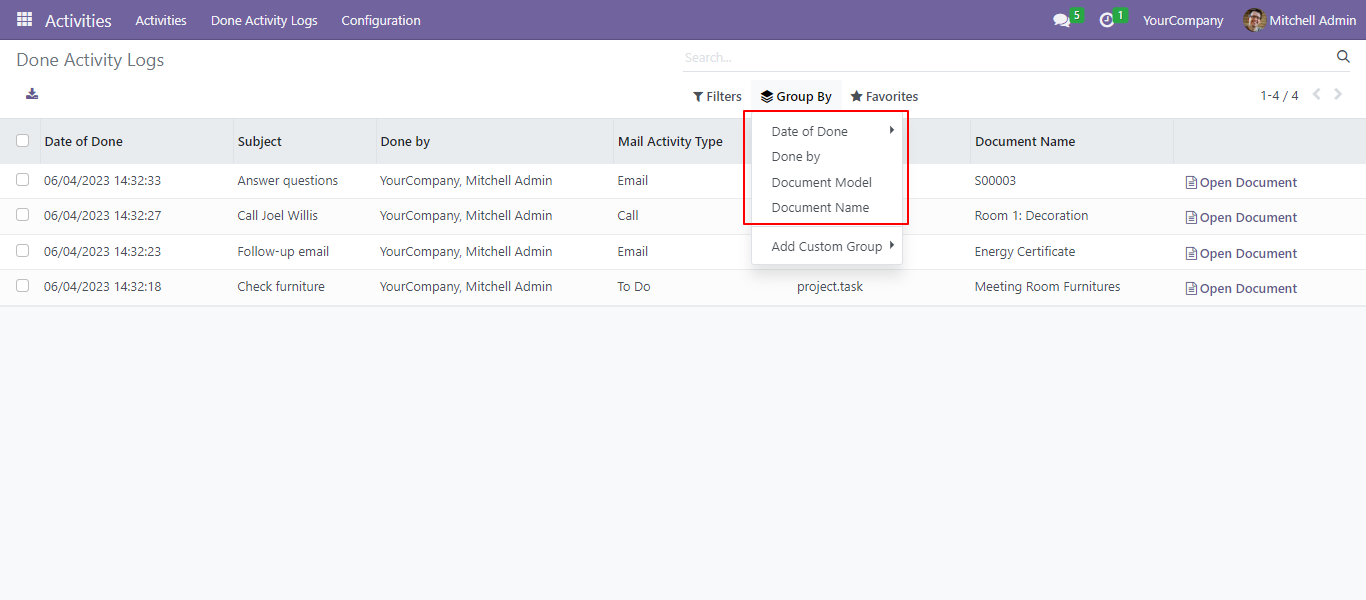 Activities Activities Done Activity Logs Configuration 5 1 YourCompany Mitchell Admin
Done Activity Logs Search...
Filters Group By Favorites 1-4 / 4
Date of Done Subject Done by Mail Activity Type Document Name
Date of Done
Done by
Document Model
Document Name
Add Custom Group
06/04/2023 14:32:33 Answer questions YourCompany, Mitchell Admin Email S00003 Open Document
06/04/2023 14:32:27 Call Joel Willis YourCompany, Mitchell Admin Call Room 1: Decoration Open Document
06/04/2023 14:32:23 Follow-up email YourCompany, Mitchell Admin Email Energy Certificate Open Document
06/04/2023 14:32:18 Check furniture YourCompany, Mitchell Admin To Do project.task Meeting Room Furnitures Open Document